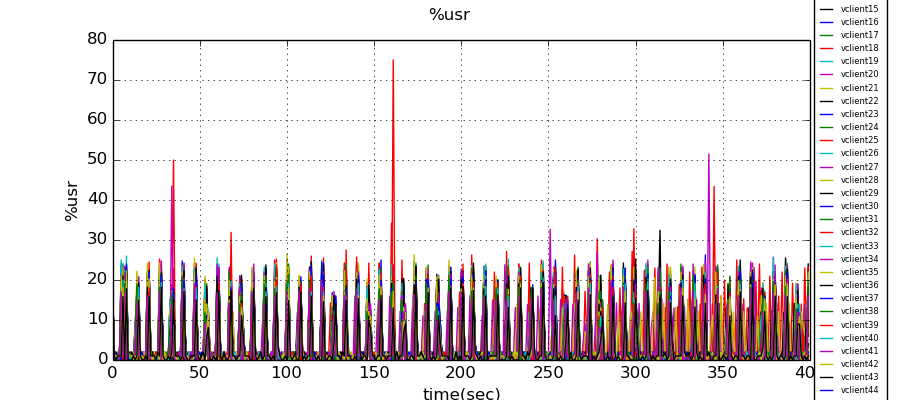 %usr
80
70
60
50
40
30
20
10
0
%usr
0 50 100 150 200 250 300 350 40
time(sec)
vclient15
vclient16
vclient17
vclient18
vclient19
vclient20
vclient21
vclient22
vclient23
vclient24
vclient25
vclient26
vclient27
vclient28
vclient29
vclient30
vclient31
vclient32
vclient33
vclient34
vclient35
vclient36
vclient37
vclient38
vclient39
vclient40
vclient41
vclient42
vclient43
vclient44